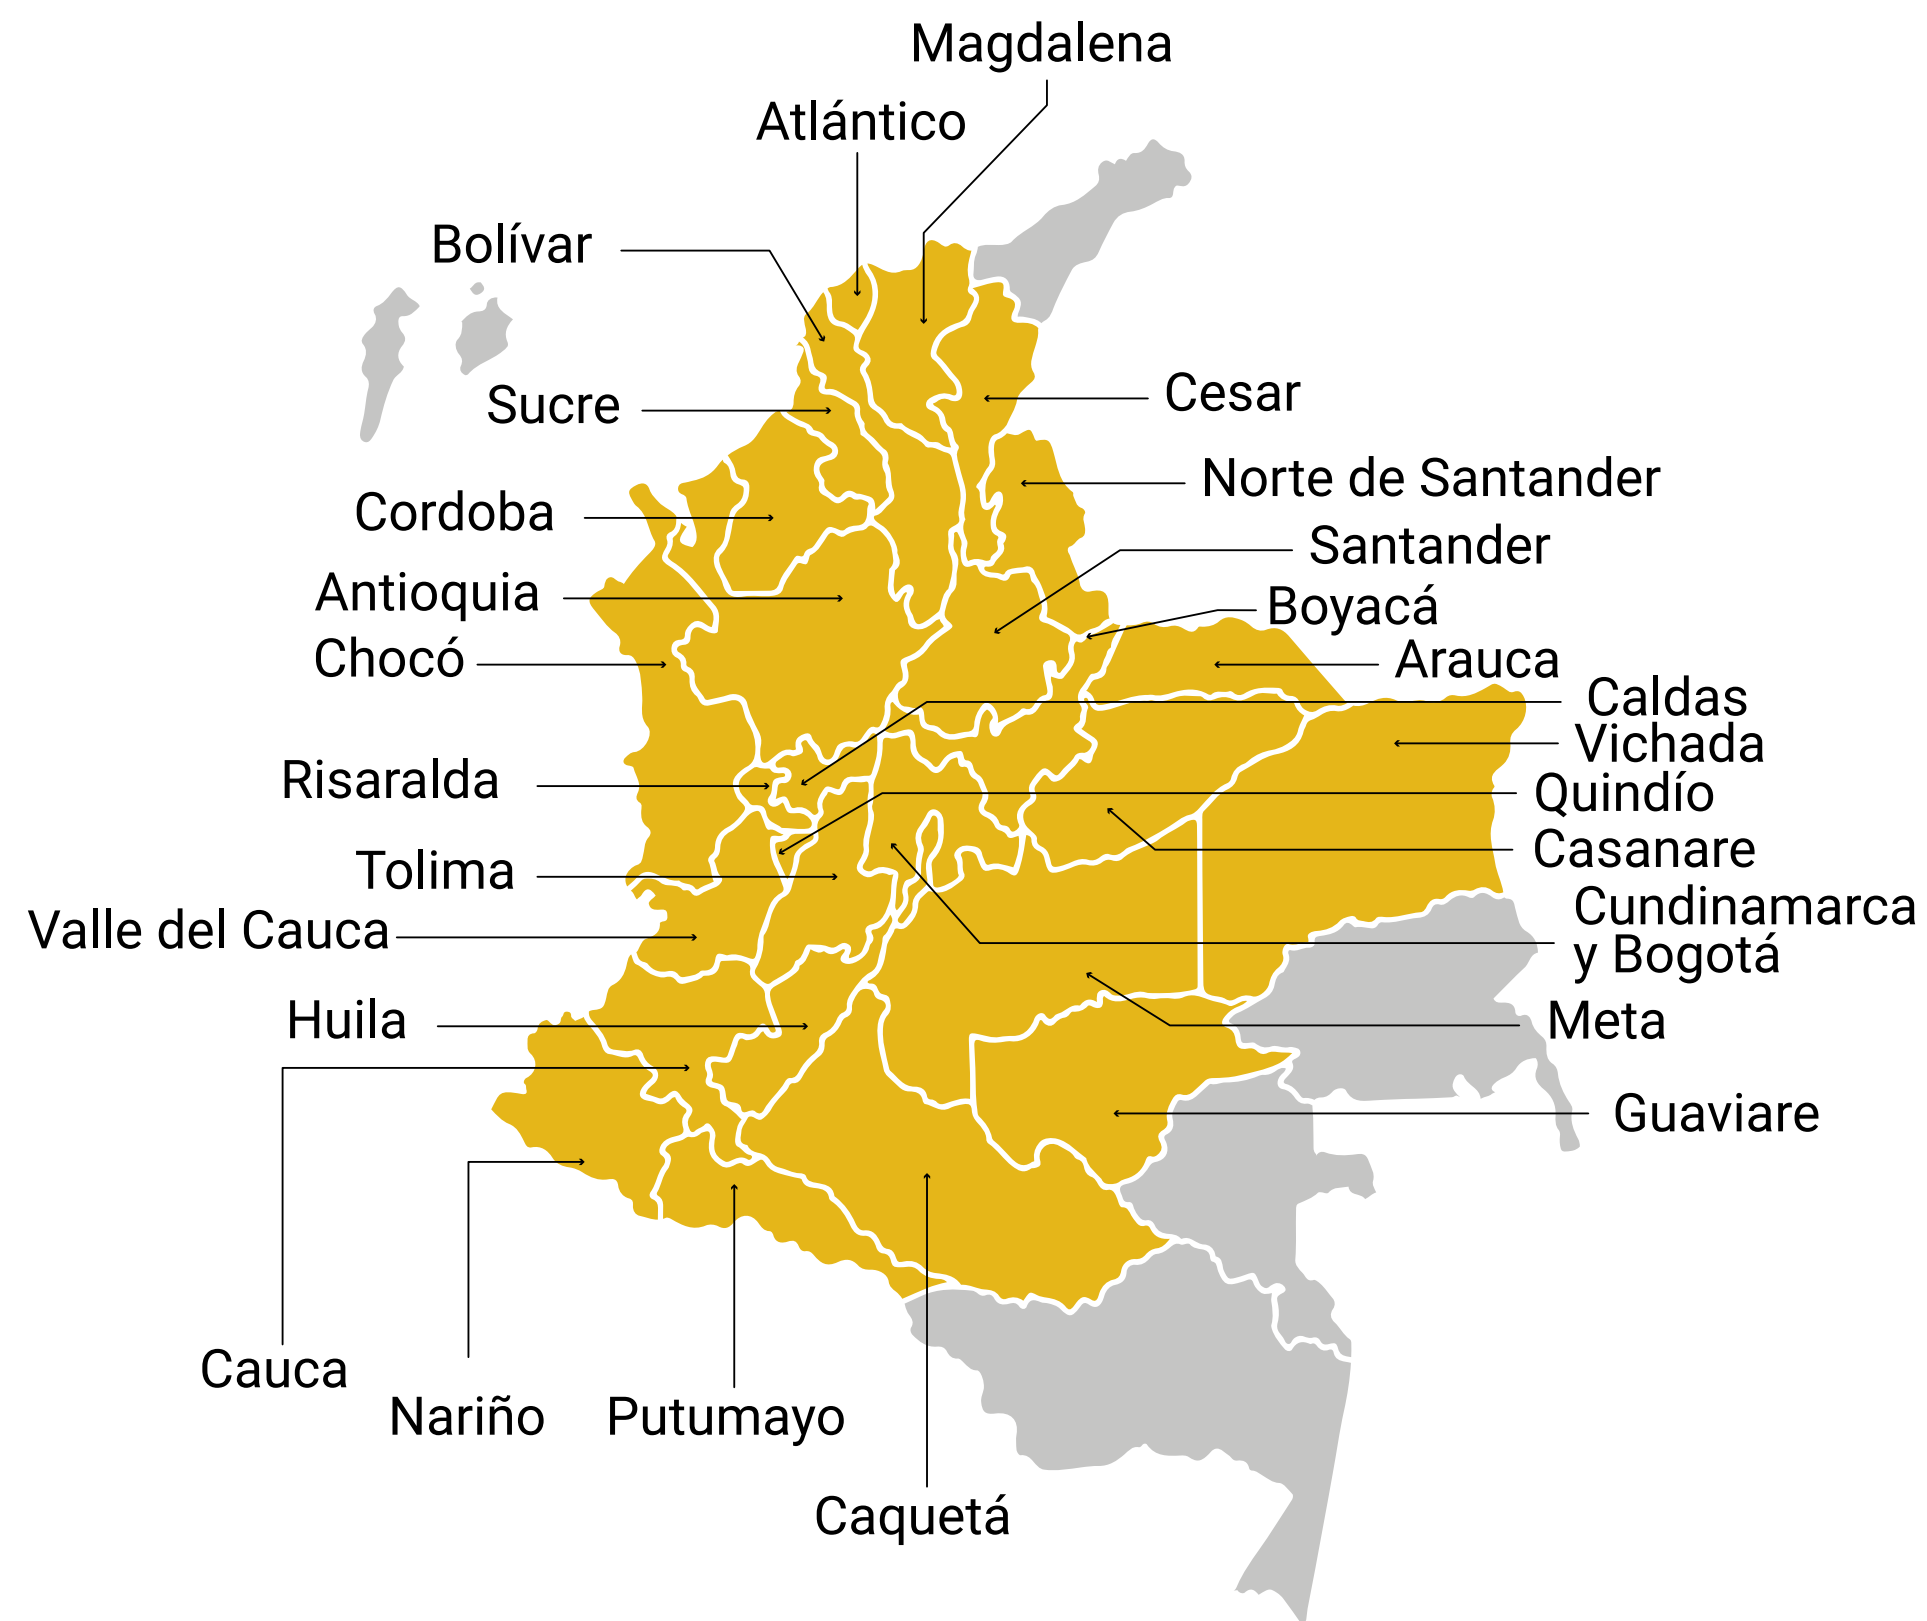 Magdalena
Atlántico
Bolívar
Sucre
Cesar
Norte de Santander
Cordoba
Santander
Antioquia
Boyacá
Chocó
Arauca
Caldas
Vichada
Risaralda
Quindío
Casanare
Tolima
Cundinamarca
y Bogotá
Valle del Cauca
Huila
Meta
Guaviare
Cauca
Nariño
Putumayo
Caquetá